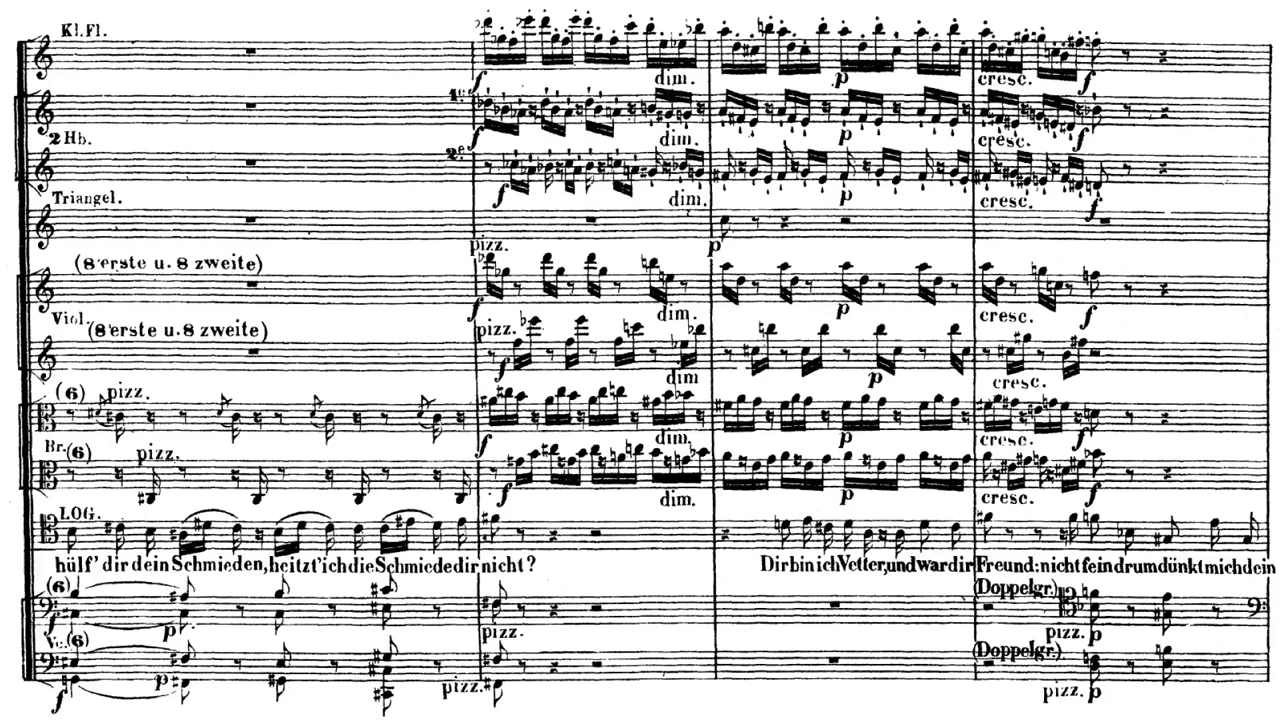 Kl.Fl.
f dim. p cresc. f
1e
f dim. p cresc. f
2 Hb.
2e
f dim. p cresc. f
Triangel.
p
pizz.
(8 erste u. 8 zweite)
f dim. p cresc. f
Viol.
(8 erste u. 8 zweite)
pizz.
f dim p cresc.
(6) pizz.
f dim. p cresc. f
Br. (6) pizz.
f dim. p cresc. f
LOG.
hülf' dir dein Schmieden, heitzt' ich die Schmiede dir nicht? Dir bin ich Vetter, und war dir Freund: nicht fein drum dünkt mich dein
(6) (Doppelgr.)
f p pizz. pizz. p
Vc. (6) (Doppelgr.)
f p pizz. pizz. p